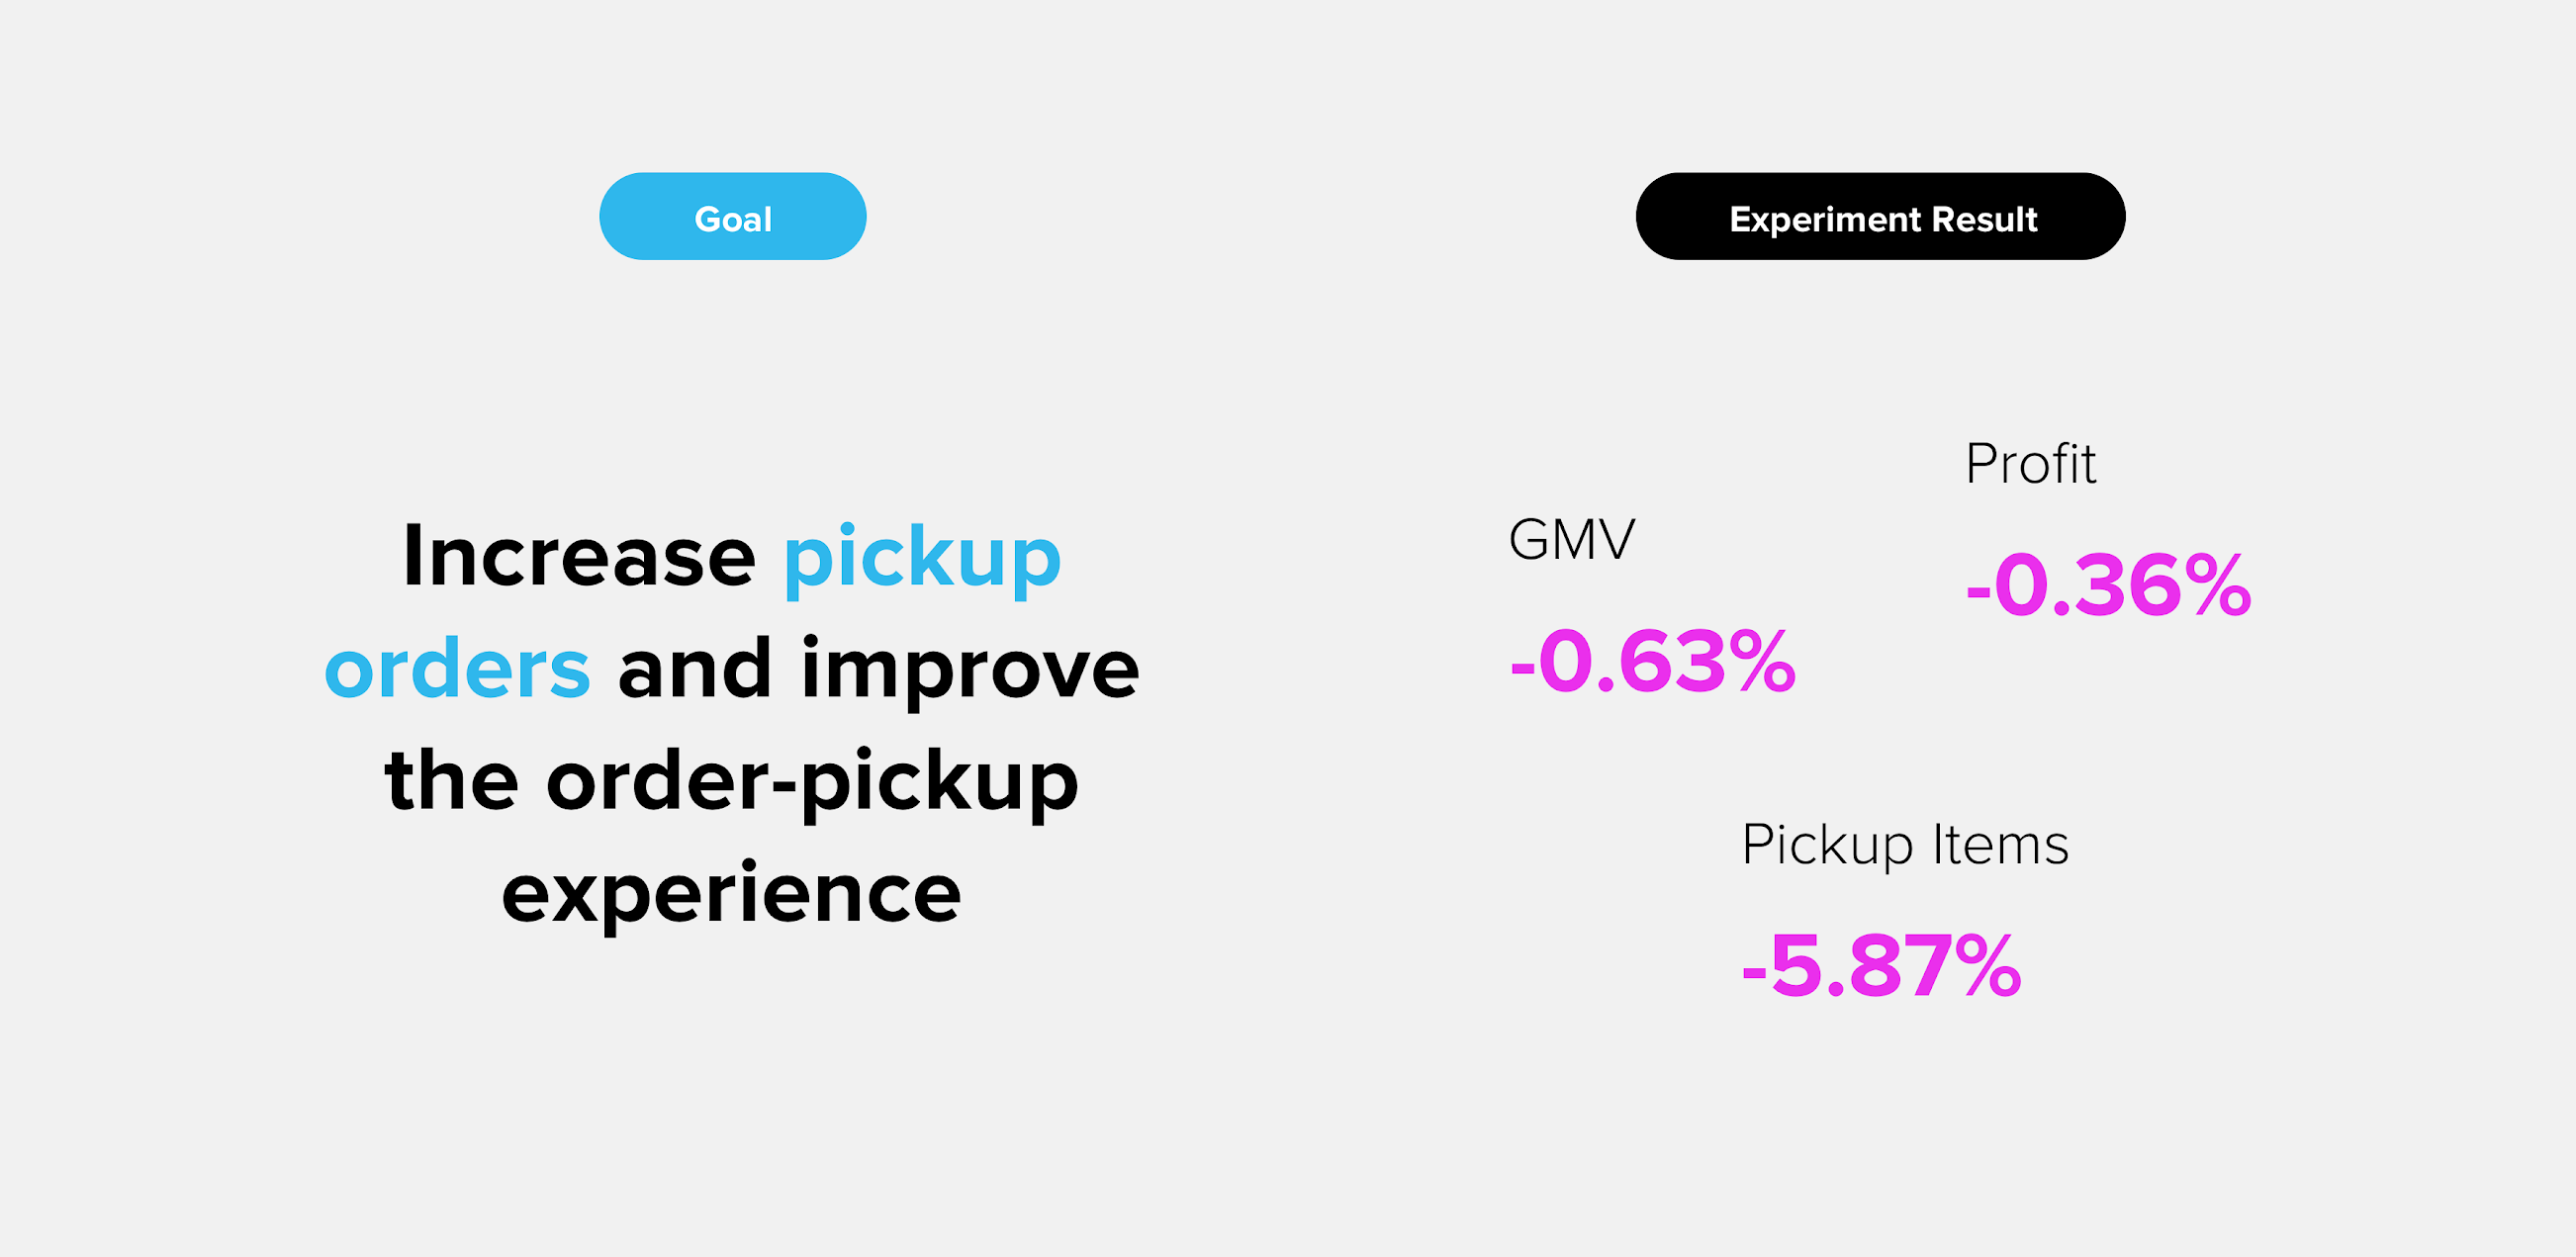 Goal
Increase pickup
orders and improve
the order-pickup
experience
Experiment Result
GMV
-0.63%
Profit
-0.36%
Pickup Items
-5.87%